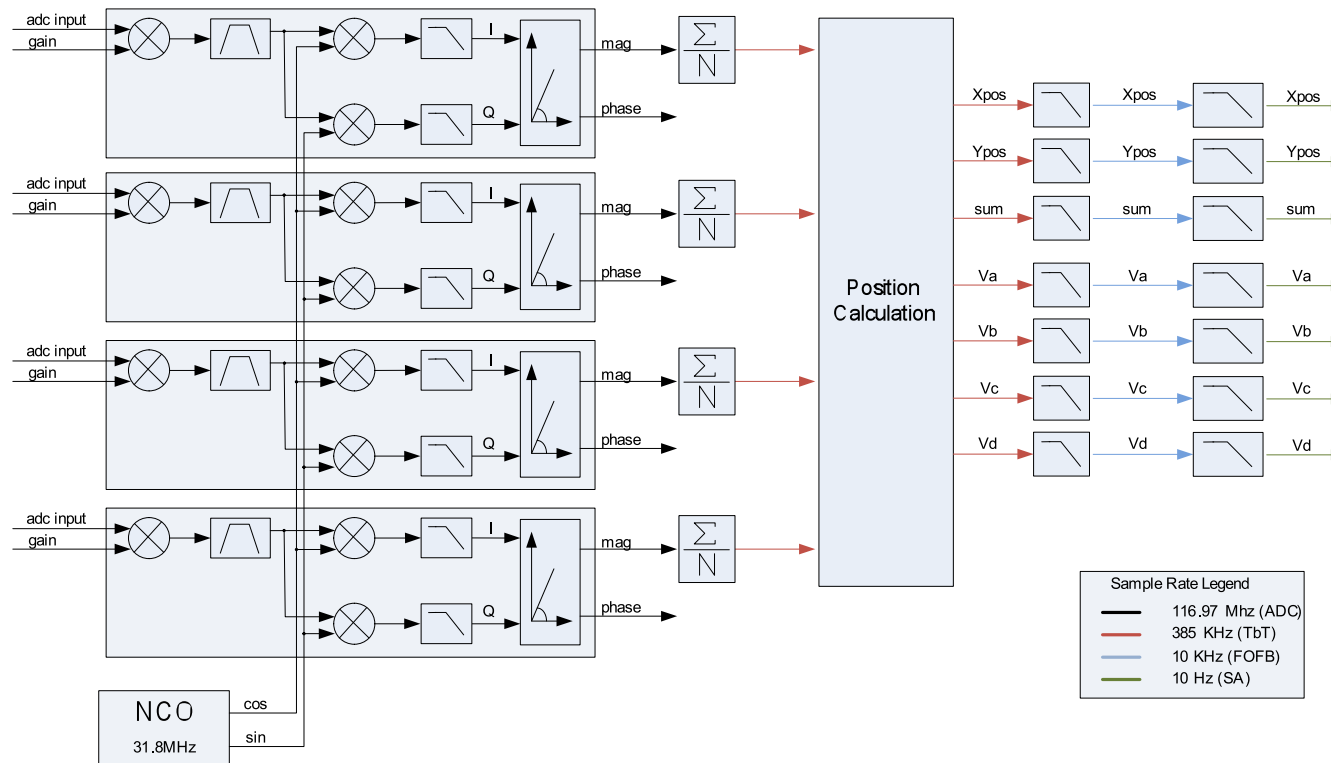 adc input
gain
I
Q
mag
phase
Σ
N
adc input
gain
I
Q
mag
phase
Σ
N
adc input
gain
I
Q
mag
phase
Σ
N
adc input
gain
I
Q
mag
phase
Σ
N
NCO
31.8MHz
cos
sin
Position
Calculation
Xpos Xpos Xpos
Ypos Ypos Ypos
sum sum sum
Va Va Va
Vb Vb Vb
Vc Vc Vc
Vd Vd Vd
Sample Rate Legend
116.97 Mhz (ADC)
385 KHz (TbT)
10 KHz (FOFB)
10 Hz (SA)